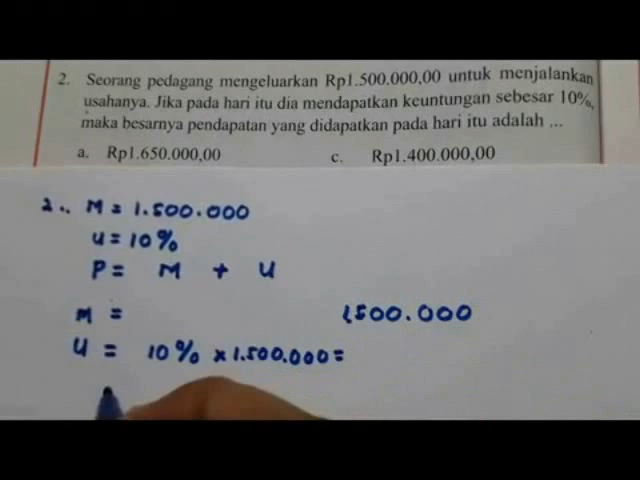 2. Seorang pedagang mengeluarkan Rp1.500.000,00 untuk menjalankan
usahanya. Jika pada hari itu dia mendapatkan keuntungan sebesar 10%,
maka besarnya pendapatan yang didapatkan pada hari itu adalah ...
a. Rp1.650.000,00 c. Rp1.400.000,00
2.. M = 1.500.000
U = 10%
P = M + U
M = 1500.000
U = 10% x 1.500.000 =